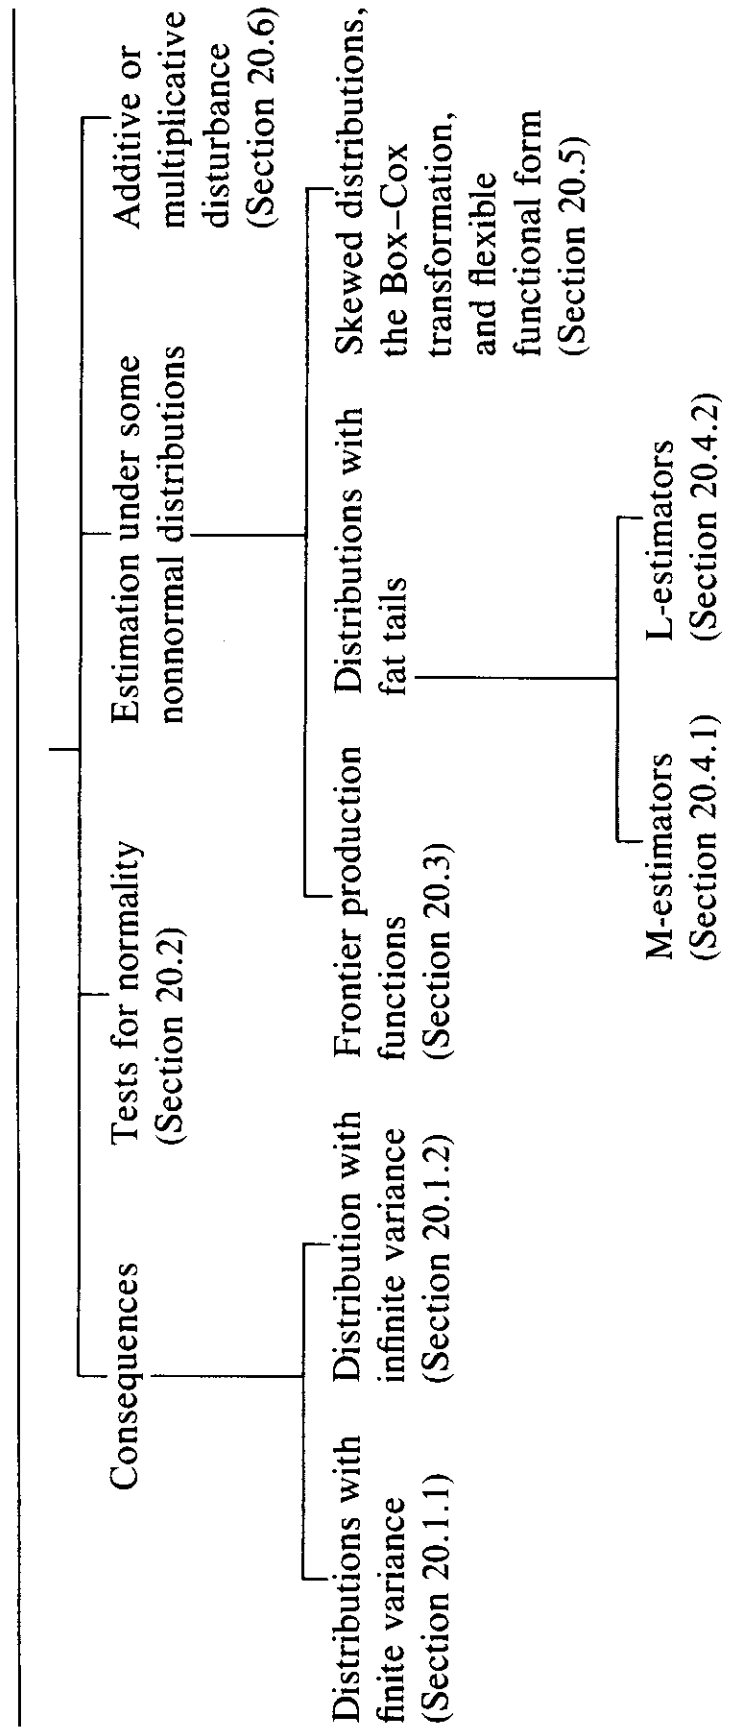 Consequences
Tests for normality
(Section 20.2)
Estimation under some
nonnormal distributions
Additive or
multiplicative
disturbance
(Section 20.6)
Distributions with
finite variance
(Section 20.1.1)
Distribution with
infinite variance
(Section 20.1.2)
Frontier production
functions
(Section 20.3)
Distributions with
fat tails
Skewed distributions,
the Box–Cox
transformation,
and flexible
functional form
(Section 20.5)
M-estimators
(Section 20.4.1)
L-estimators
(Section 20.4.2)